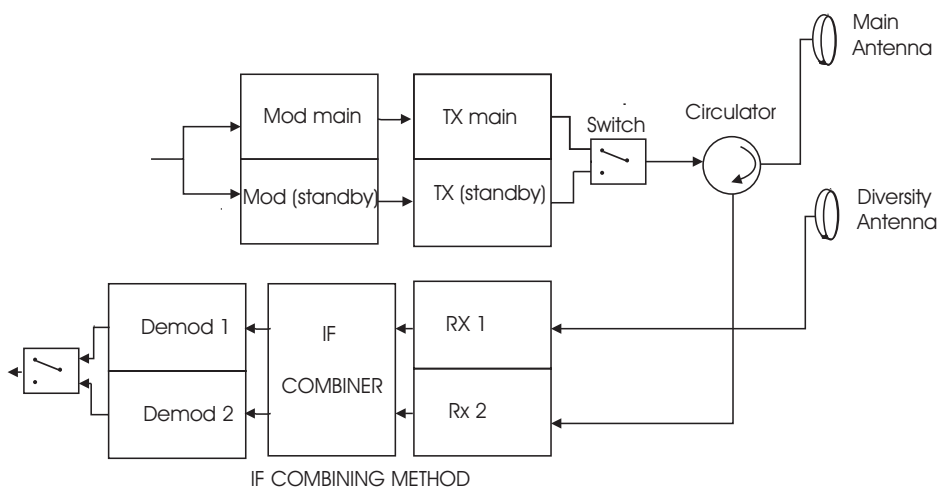 Main
Antenna
Mod main
TX main
Circulator
Switch
Mod (standby)
TX (standby)
Diversity
Antenna
Demod 1
IF
COMBINER
RX 1
Demod 2
Rx 2
IF COMBINING METHOD